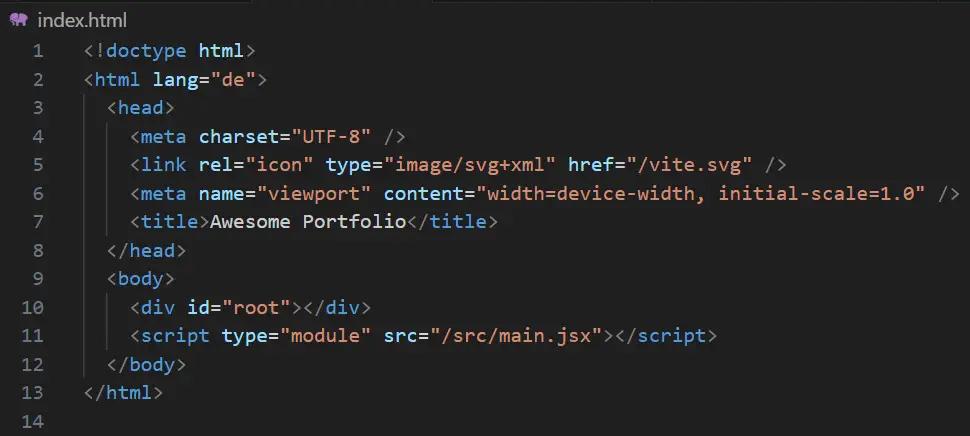 index.html
1 <!doctype html>
2 <html lang="de">
3   <head>
4     <meta charset="UTF-8" />
5     <link rel="icon" type="image/svg+xml" href="/vite.svg" />
6     <meta name="viewport" content="width=device-width, initial-scale=1.0" />
7     <title>Awesome Portfolio</title>
8   </head>
9   <body>
10     <div id="root"></div>
11     <script type="module" src="/src/main.jsx"></script>
12   </body>
13 </html>
14